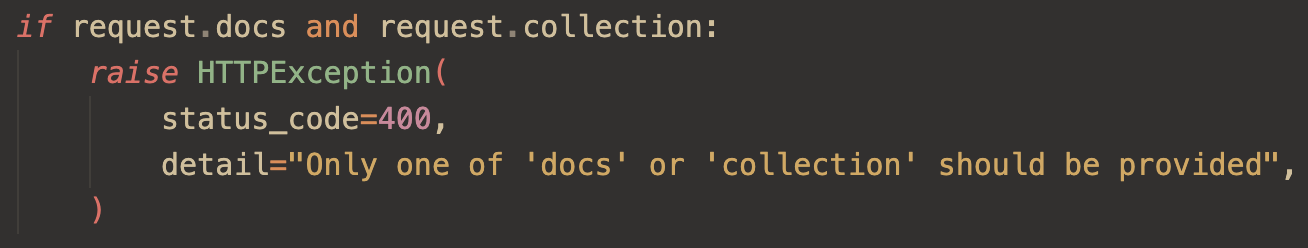 if request.docs and request.collection:
    raise HTTPException(
        status_code=400,
        detail="Only one of 'docs' or 'collection' should be provided",
    )